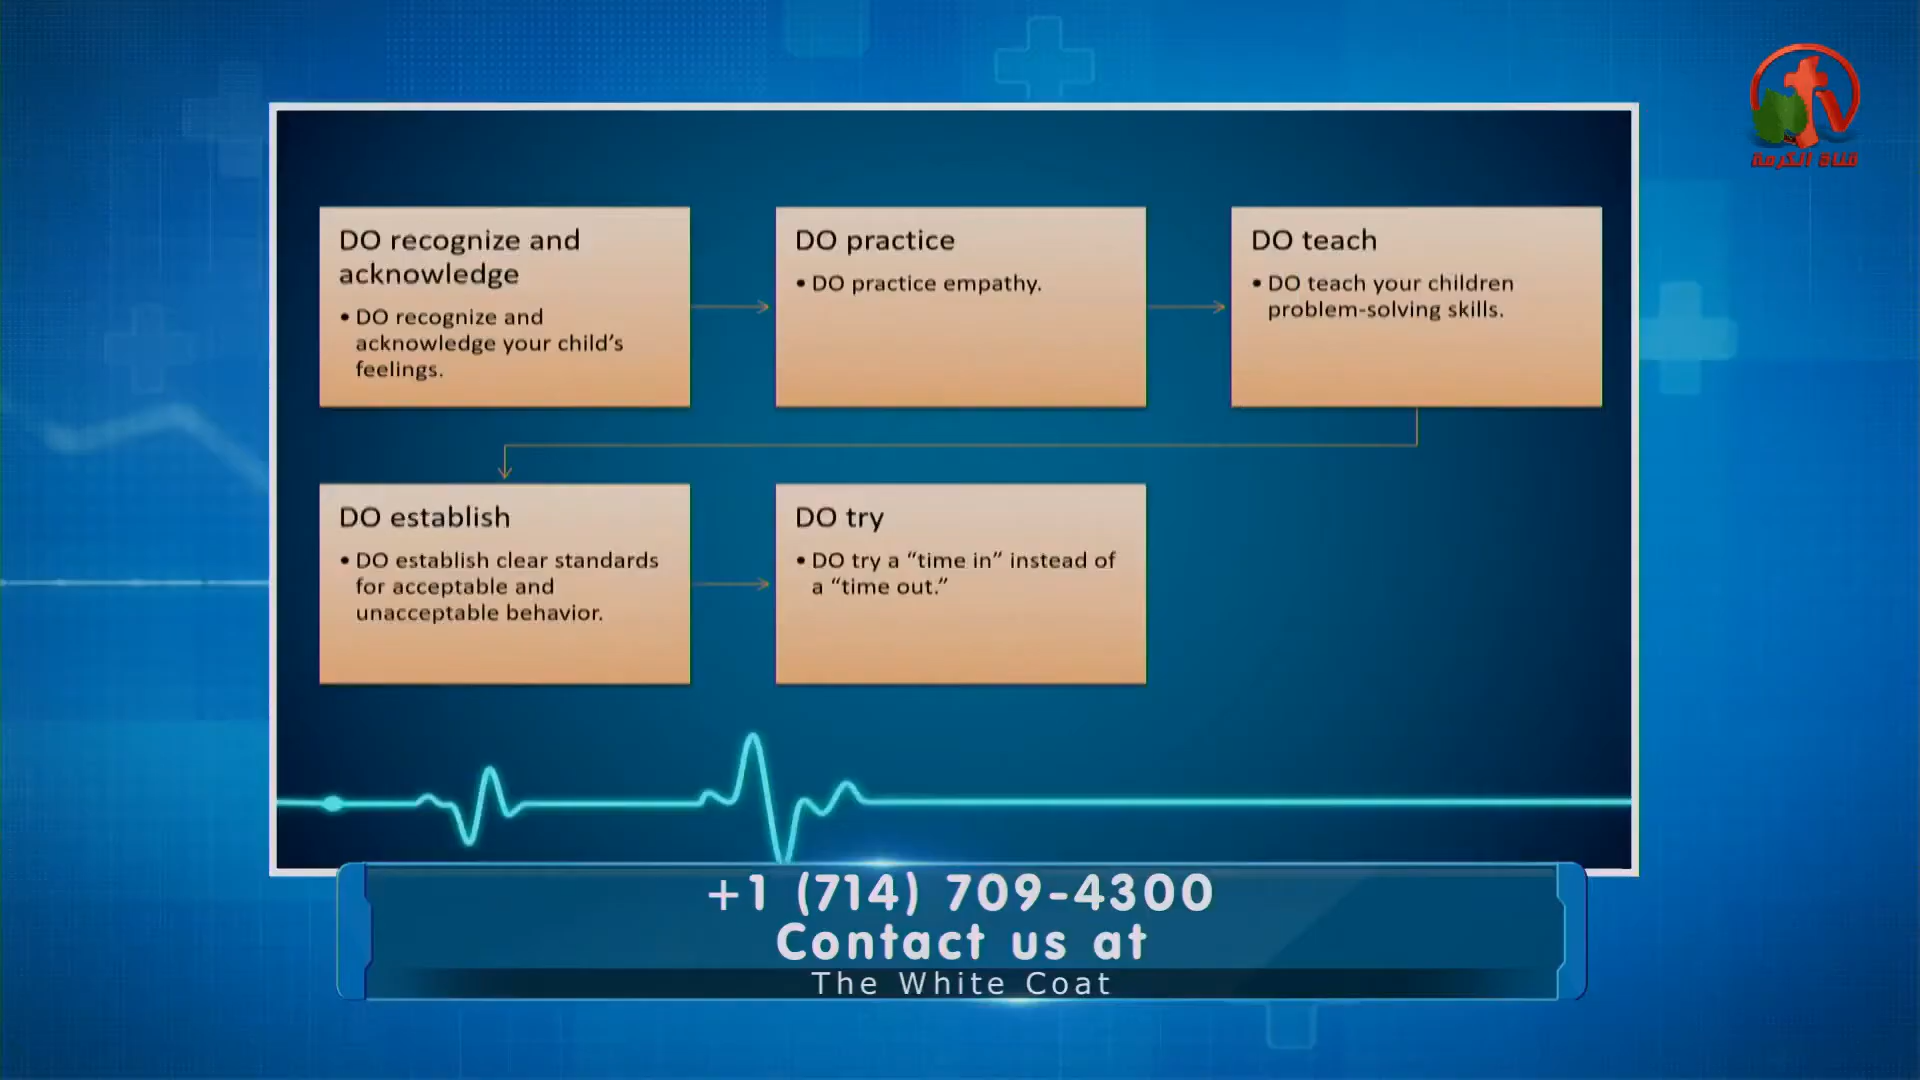 قناة الكرمة
DO recognize and
acknowledge
• DO recognize and
acknowledge your child’s
feelings.
DO practice
• DO practice empathy.
DO teach
• DO teach your children
problem-solving skills.
DO establish
• DO establish clear standards
for acceptable and
unacceptable behavior.
DO try
• DO try a “time in” instead of
a “time out.”
+1 (714) 709-4300
Contact us at
The White Coat